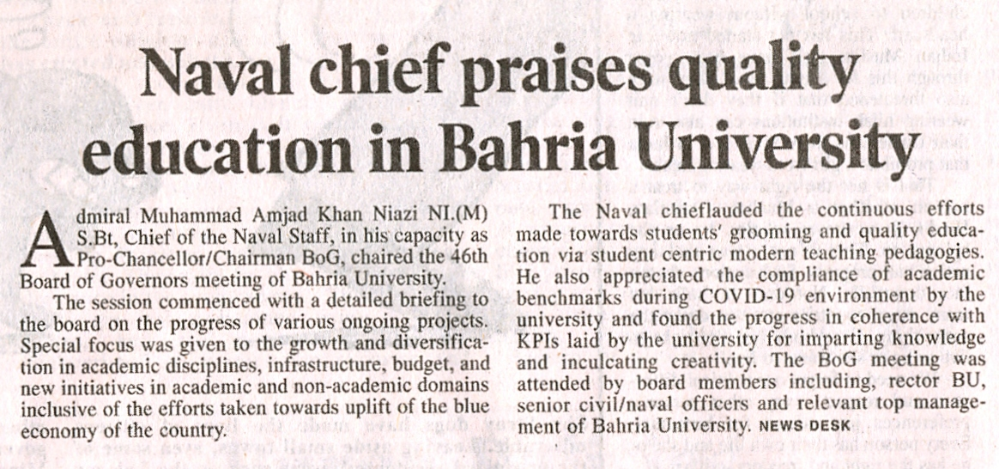 Naval chief praises quality
education in Bahria University
Admiral Muhammad Amjad Khan Niazi NI.(M)
S.Bt, Chief of the Naval Staff, in his capacity as
Pro-Chancellor/Chairman BoG, chaired the 46th
Board of Governors meeting of Bahria University.
The session commenced with a detailed briefing to
the board on the progress of various ongoing projects.
Special focus was given to the growth and diversifica-
tion in academic disciplines, infrastructure, budget, and
new initiatives in academic and non-academic domains
inclusive of the efforts taken towards uplift of the blue
economy of the country.
The Naval chieflauded the continuous efforts
made towards students' grooming and quality educa-
tion via student centric modern teaching pedagogies.
He also appreciated the compliance of academic
benchmarks during COVID-19 environment by the
university and found the progress in coherence with
KPIs laid by the university for imparting knowledge
and inculcating creativity. The BoG meeting was
attended by board members including, rector BU,
senior civil/naval officers and relevant top manage-
ment of Bahria University. NEWS DESK